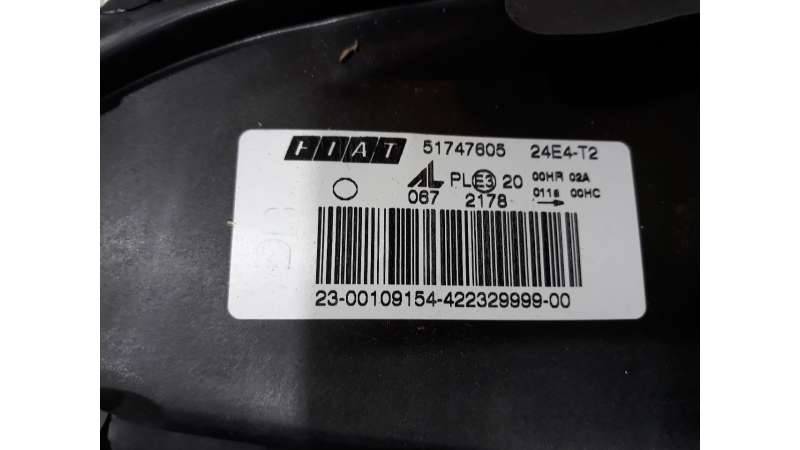 FIAT 51747605 24E4-T2
AL PL E3 20 00HR 02A
067 2178 011s → 00HC
23-00109154-422329999-00